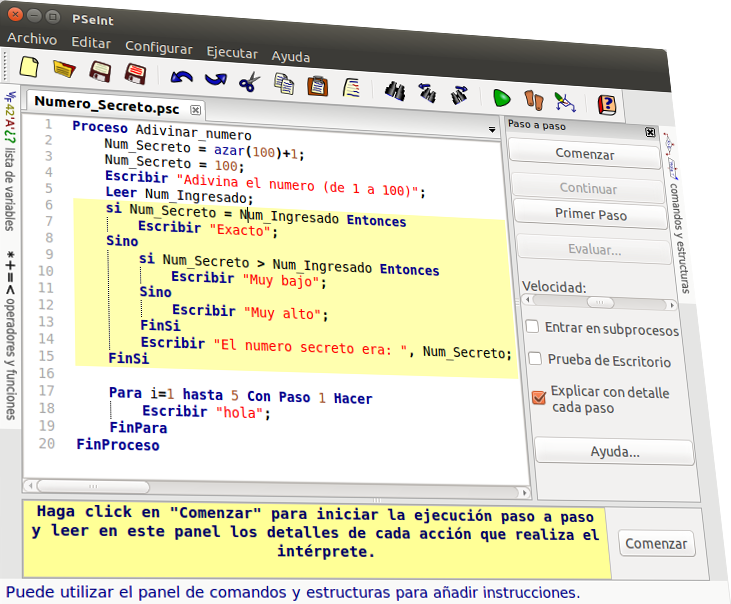 PSeInt
Archivo Editar Configurar Ejecutar Ayuda
Numero_Secreto.psc
1 Proceso Adivinar_numero
2 Num_Secreto = azar(100)+1;
3 Num_Secreto = 100;
4 Escribir "Adivina el numero (de 1 a 100)";
5 Leer Num_Ingresado;
6 si Num_Secreto = Num_Ingresado Entonces
7 Escribir "Exacto";
8 Sino
9 si Num_Secreto > Num_Ingresado Entonces
10 Escribir "Muy bajo";
11 Sino
12 Escribir "Muy alto";
13 FinSi
14 Escribir "El numero secreto era: ", Num_Secreto;
15 FinSi
16
17 Para i=1 hasta 5 Con Paso 1 Hacer
18 Escribir "hola";
19 FinPara
20 FinProceso
lista de variables
*+=< operadores y funciones
Paso a paso
Comenzar
Continuar
Primer Paso
Evaluar...
Velocidad:
Entrar en subprocesos
Prueba de Escritorio
Explicar con detalle
cada paso
Ayuda...
comandos y estructuras
Haga click en "Comenzar" para iniciar la ejecución paso a paso
y leer en este panel los detalles de cada acción que realiza el
intérprete.
Comenzar
Puede utilizar el panel de comandos y estructuras para añadir instrucciones.